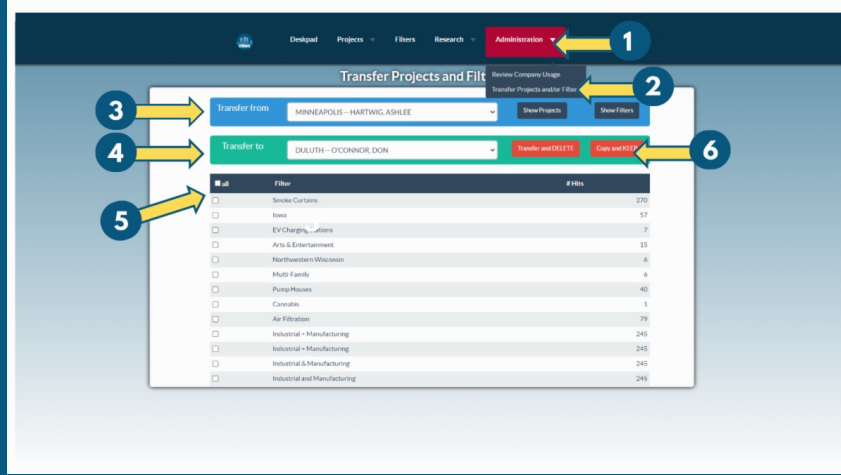 Deskpad Projects Filters Research Administration
1
Review Company Usage
Transfer Projects and/or Filter
2
Transfer Projects and Filt
3
Transfer from MINNEAPOLIS -- HARTWIG, ASHLEE Show Projects Show Filters
4
Transfer to DULUTH -- O'CONNOR, DON Transfer and DELETE Copy and KEEP
6
all Filter # Hits
5
Smoke Curtains 270
Iowa 57
EV Charging Stations 7
Arts & Entertainment 15
Northwestern Wisconsin 6
Multi-Family 6
Pump Houses 40
Cannabis 1
Air Filtration 79
Industrial + Manufacturing 245
Industrial + Manufacturing 245
Industrial & Manufacturing 245
Industrial and Manufacturing 245